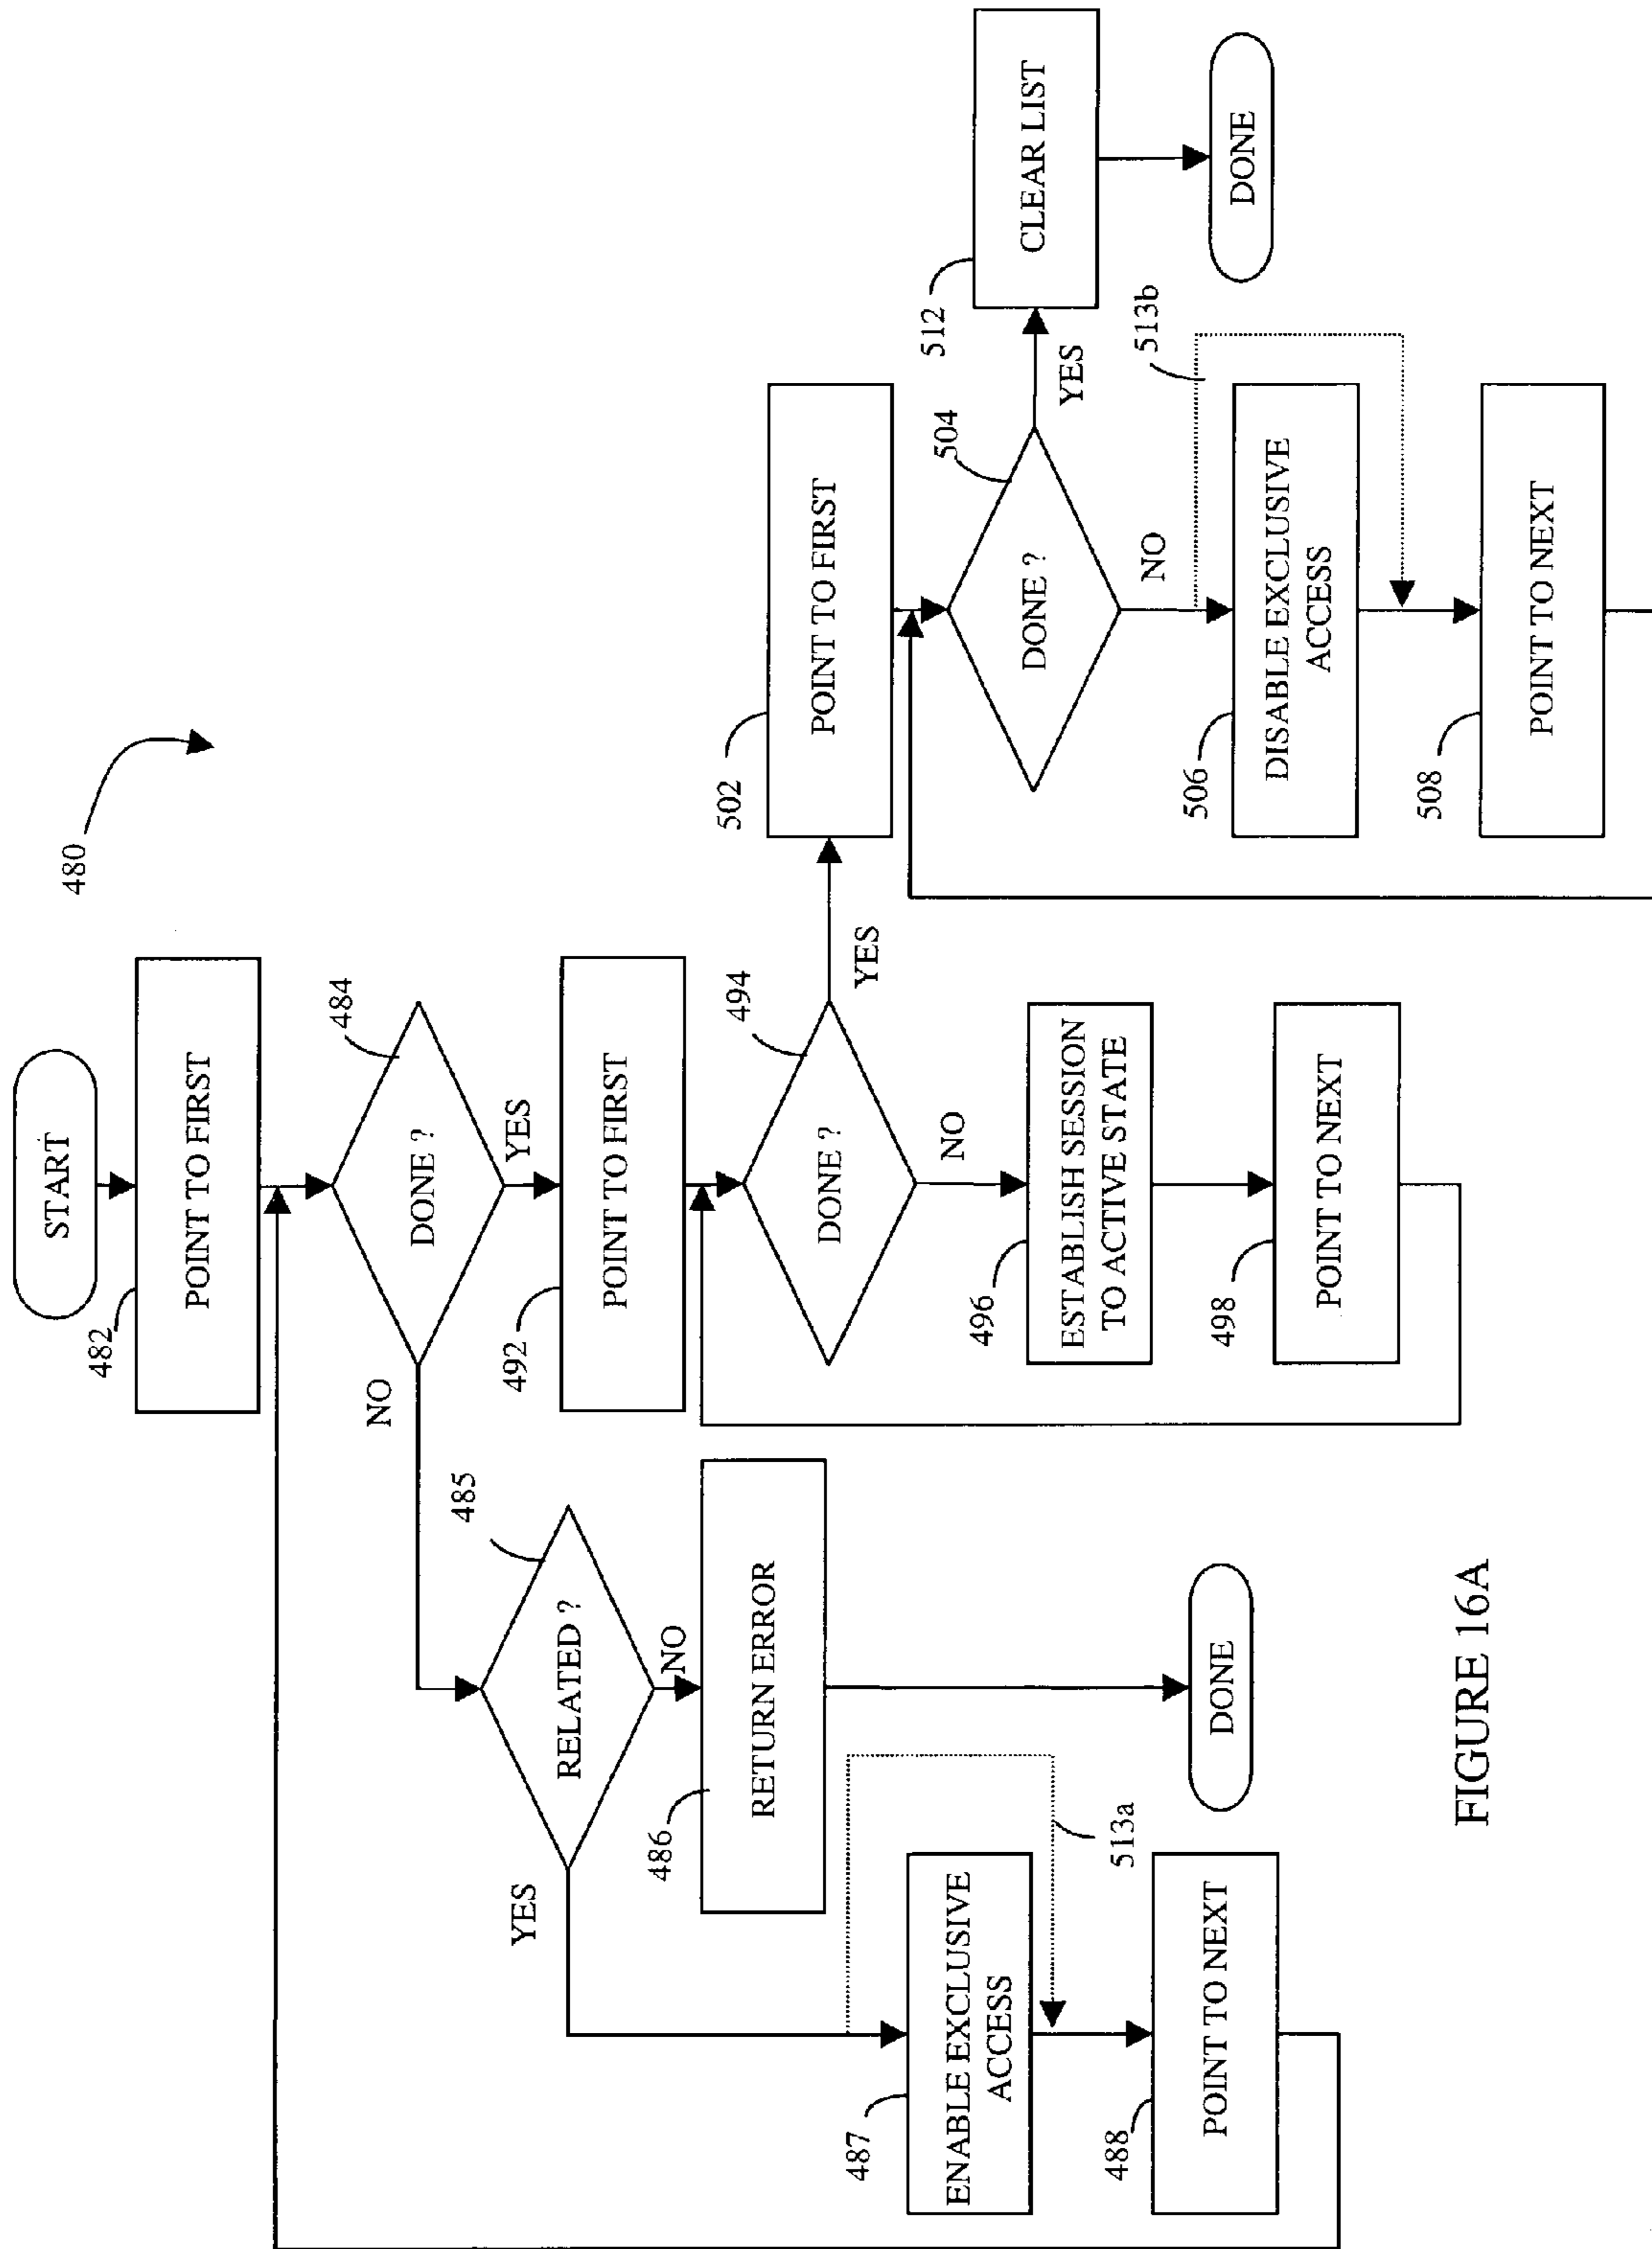 480
START
482
POINT TO FIRST
484
DONE ?
NO
YES
485
RELATED ?
YES
NO
486
RETURN ERROR
DONE
487
ENABLE EXCLUSIVE
ACCESS
513a
488
POINT TO NEXT
492
POINT TO FIRST
494
DONE ?
YES
NO
496
ESTABLISH SESSION
TO ACTIVE STATE
498
POINT TO NEXT
502
POINT TO FIRST
504
DONE ?
YES
NO
512
CLEAR LIST
DONE
506
DISABLE EXCLUSIVE
ACCESS
513b
508
POINT TO NEXT
FIGURE 16A